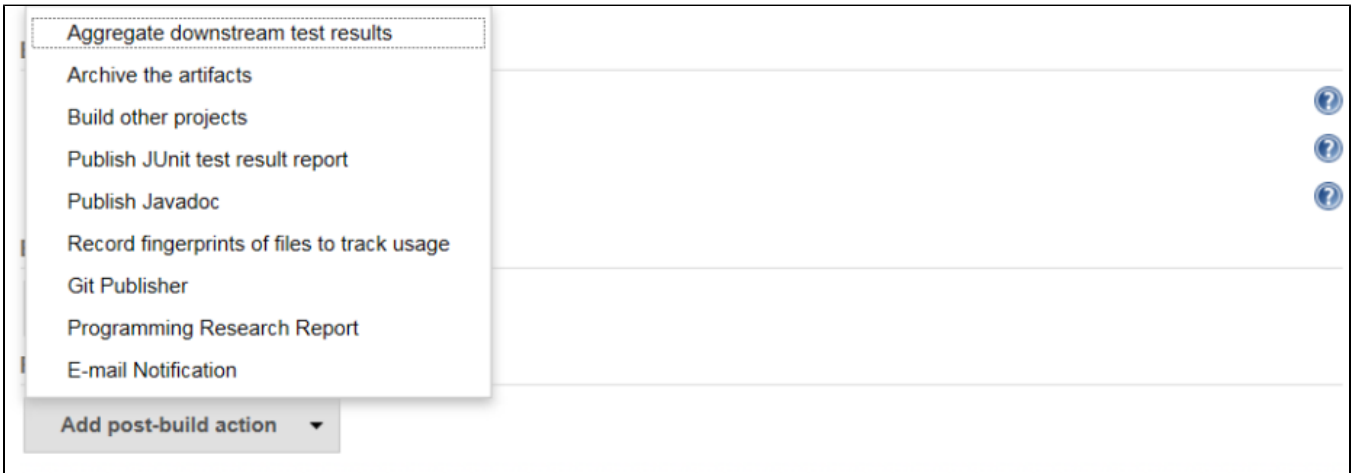 Aggregate downstream test results
Archive the artifacts
Build other projects
Publish JUnit test result report
Publish Javadoc
Record fingerprints of files to track usage
Git Publisher
Programming Research Report
E-mail Notification
Add post-build action